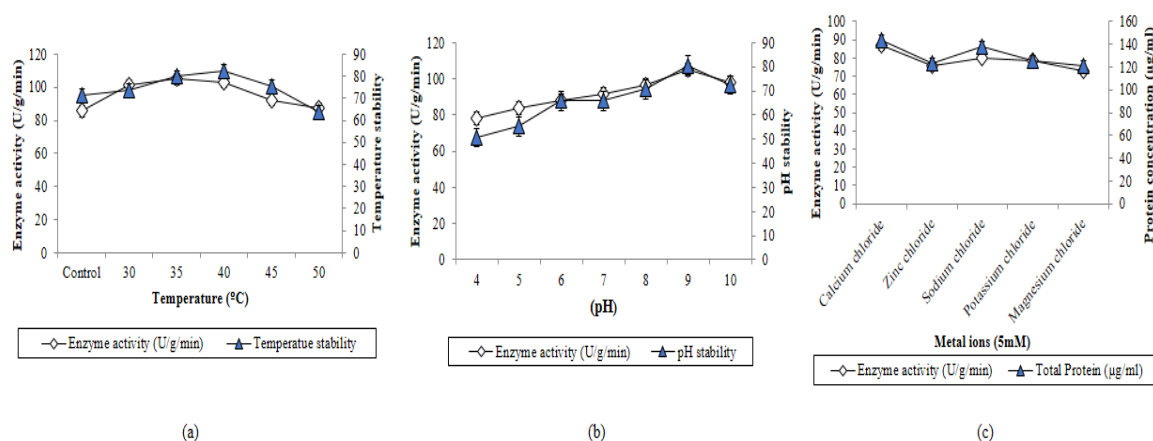 120
100
80
60
40
20
0
Enzyme activity (U/g/min)
90
80
70
60
50
40
30
20
10
0
Temperature stability
Control 30 35 40 45 50
Temperature (ºC)
Enzyme activity (U/g/min) Temperatue stability
(a)
120
100
80
60
40
20
0
Enzyme activity (U/g/min)
90
80
70
60
50
40
30
20
10
0
pH stability
4 5 6 7 8 9 10
(pH)
Enzyme activity (U/g/min) pH stability
(b)
100
90
80
70
60
50
40
30
20
10
0
Enzyme activity (U/g/min)
160
140
120
100
80
60
40
20
0
Protein concentration (µg/ml)
Calcium chloride
Zinc chloride
Sodium chloride
Potassium chloride
Magnesium chloride
Metal ions (5mM)
Enzyme activity (U/g/min) Total Protein (µg/ml)
(c)